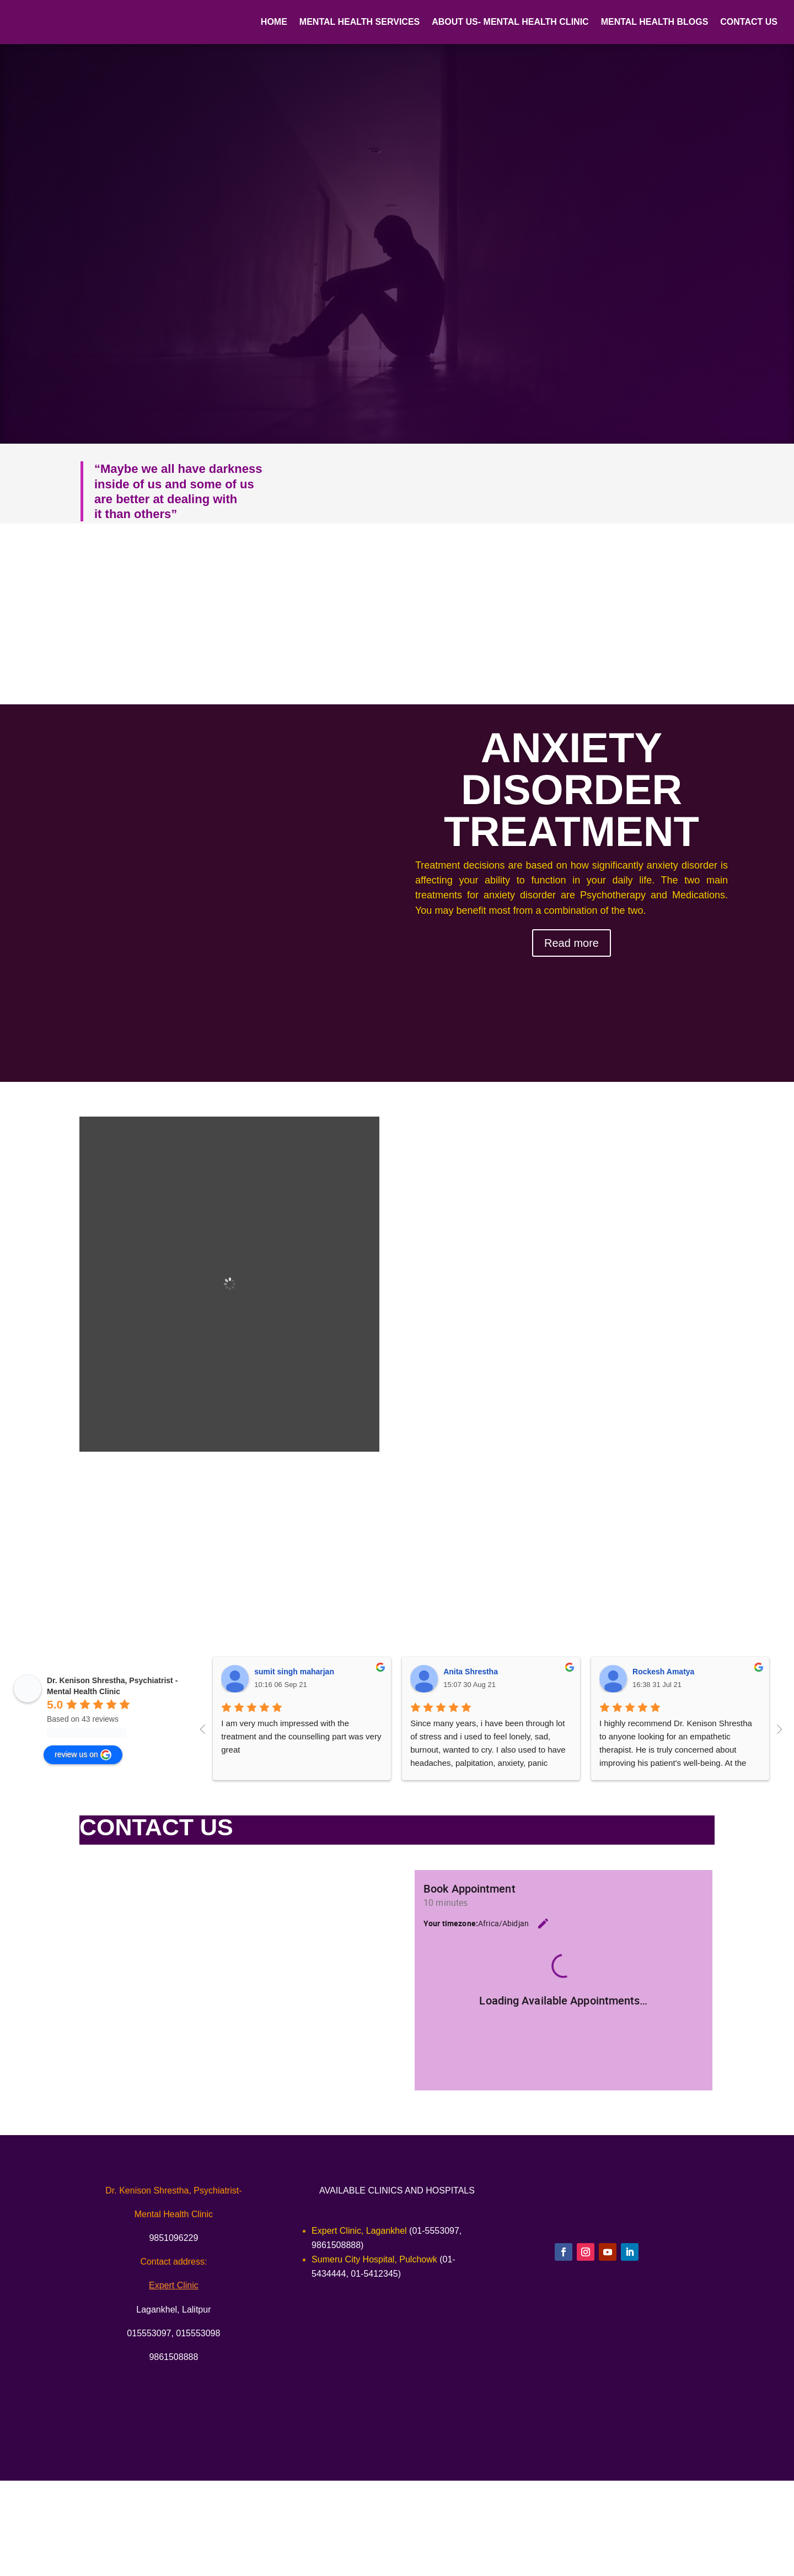 HOME MENTAL HEALTH SERVICES ABOUT US- MENTAL HEALTH CLINIC MENTAL HEALTH BLOGS CONTACT US
“Maybe we all have darkness
inside of us and some of us
are better at dealing with
it than others”
ANXIETY
DISORDER
TREATMENT
Treatment decisions are based on how significantly anxiety disorder is
affecting your ability to function in your daily life. The two main
treatments for anxiety disorder are Psychotherapy and Medications.
You may benefit most from a combination of the two.
Read more
Dr. Kenison Shrestha, Psychiatrist -
Mental Health Clinic
5.0
Based on 43 reviews
review us on
sumit singh maharjan
10:16 06 Sep 21
I am very much impressed with the
treatment and the counselling part was very
great
Anita Shrestha
15:07 30 Aug 21
Since many years, i have been through lot
of stress and i used to feel lonely, sad,
burnout, wanted to cry. I also used to have
headaches, palpitation, anxiety, panic
Rockesh Amatya
16:38 31 Jul 21
I highly recommend Dr. Kenison Shrestha
to anyone looking for an empathetic
therapist. He is truly concerned about
improving his patient's well-being. At the
CONTACT US
Book Appointment
10 minutes
Your timezone:Africa/Abidjan
Loading Available Appointments...
Dr. Kenison Shrestha, Psychiatrist-
Mental Health Clinic
9851096229
Contact address:
Expert Clinic
Lagankhel, Lalitpur
015553097, 015553098
9861508888
AVAILABLE CLINICS AND HOSPITALS
Expert Clinic, Lagankhel (01-5553097,
9861508888)
Sumeru City Hospital, Pulchowk (01-
5434444, 01-5412345)